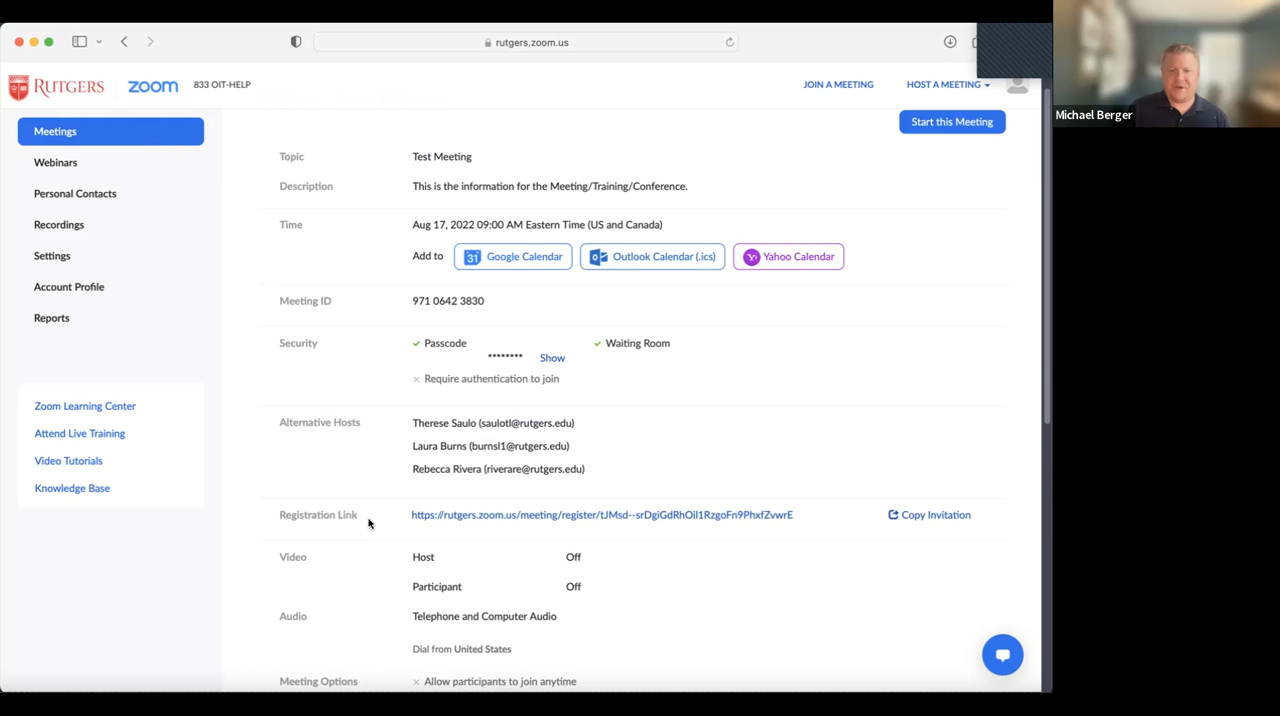 rutgers.zoom.us
RUTGERS zoom 833 OIT-HELP JOIN A MEETING HOST A MEETING
Michael Berger
Meetings
Webinars
Personal Contacts
Recordings
Settings
Account Profile
Reports
Zoom Learning Center
Attend Live Training
Video Tutorials
Knowledge Base
Start this Meeting
Topic Test Meeting
Description This is the information for the Meeting/Training/Conference.
Time Aug 17, 2022 09:00 AM Eastern Time (US and Canada)
Add to 31 Google Calendar Outlook Calendar (.ics) Yahoo Calendar
Meeting ID 971 0642 3830
Security Passcode Waiting Room
******** Show
Require authentication to join
Alternative Hosts Therese Saulo (saulotl@rutgers.edu)
Laura Burns (burnsl1@rutgers.edu)
Rebecca Rivera (riverare@rutgers.edu)
Registration Link https://rutgers.zoom.us/meeting/register/tJMsd--srDgiGdRhOil1RzgoFn9PhxfZvwrE Copy Invitation
Video Host Off
Participant Off
Audio Telephone and Computer Audio
Dial from United States
Meeting Options Allow participants to join anytime